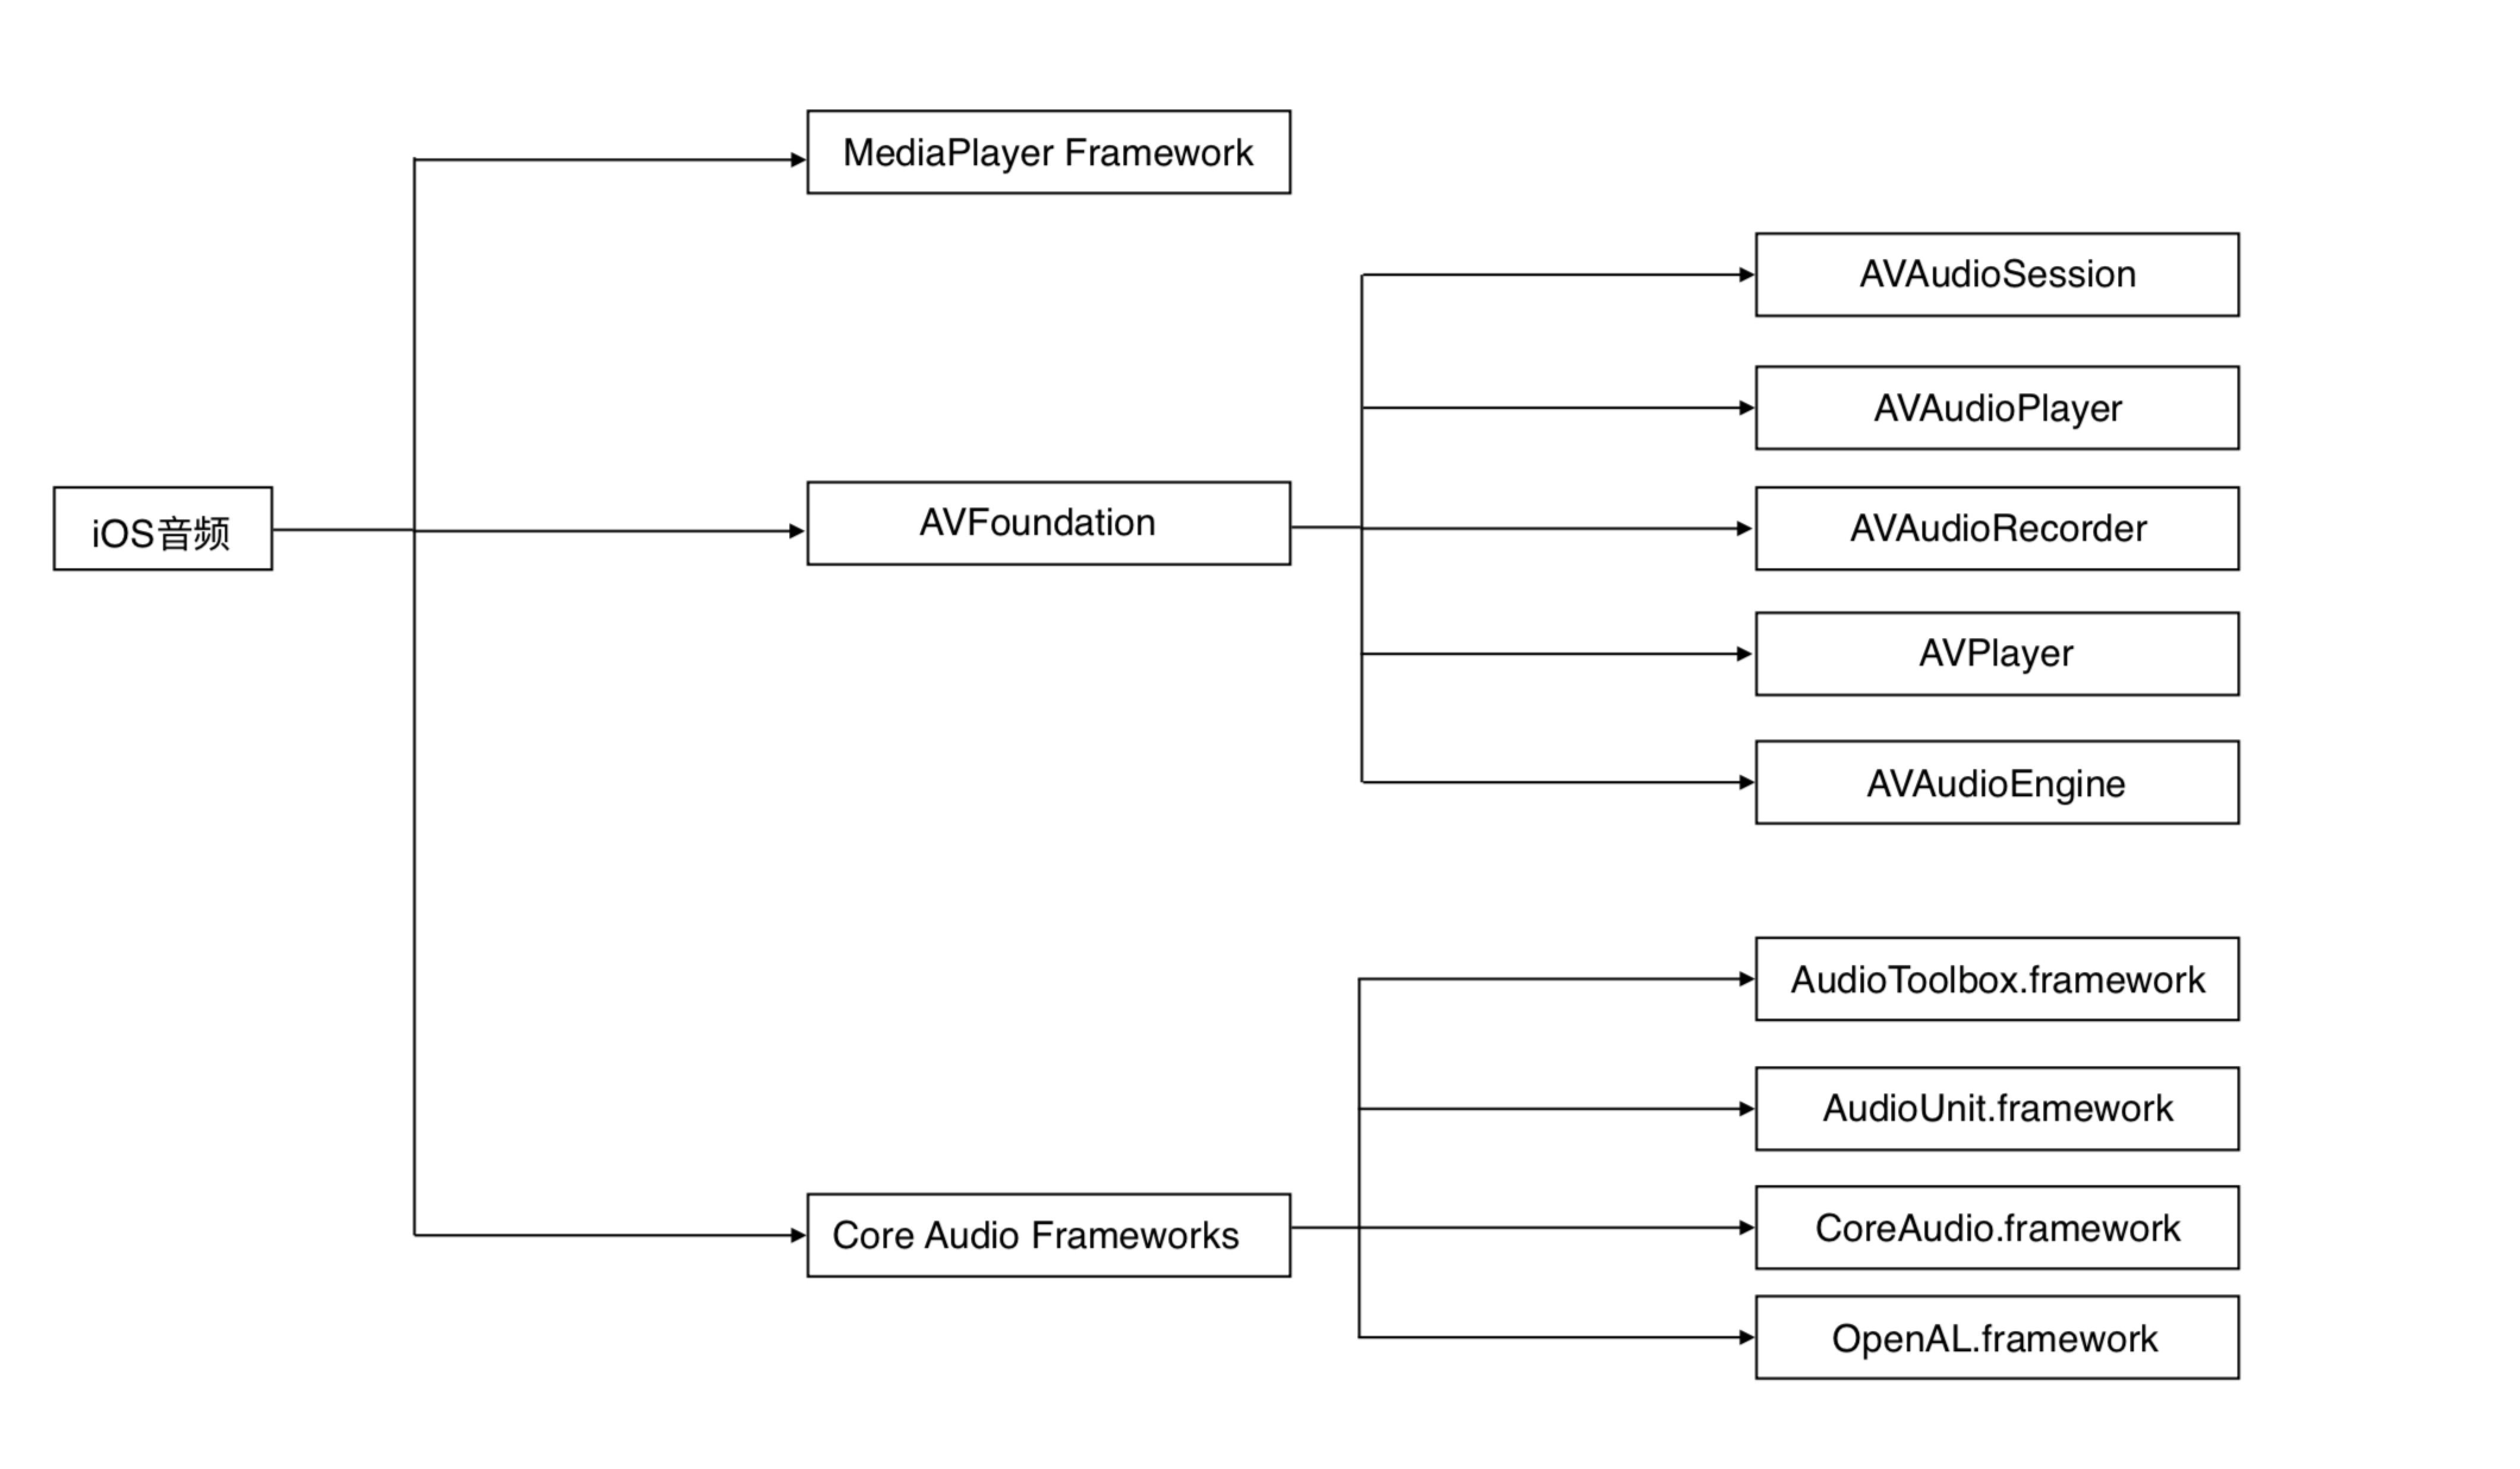 iOS音频
MediaPlayer Framework
AVFoundation
AVAudioSession
AVAudioPlayer
AVAudioRecorder
AVPlayer
AVAudioEngine
Core Audio Frameworks
AudioToolbox.framework
AudioUnit.framework
CoreAudio.framework
OpenAL.framework